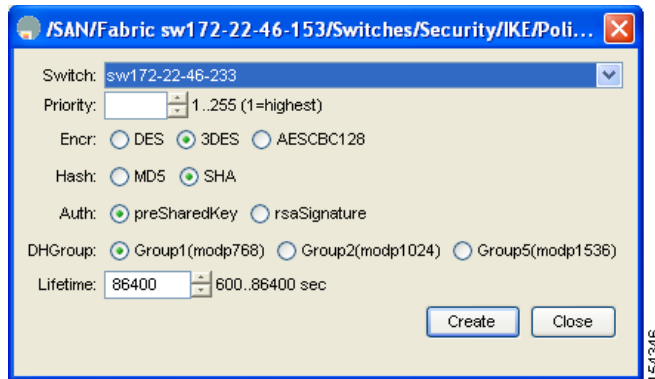 /SAN/Fabric sw172-22-46-153/Switches/Security/IKE/Poli...
Switch: sw172-22-46-233
Priority: 1..255 (1=highest)
Encr: DES 3DES AESCBC128
Hash: MD5 SHA
Auth: preSharedKey rsaSignature
DHGroup: Group1(modp768) Group2(modp1024) Group5(modp1536)
Lifetime: 86400 600..86400 sec
Create Close
154346